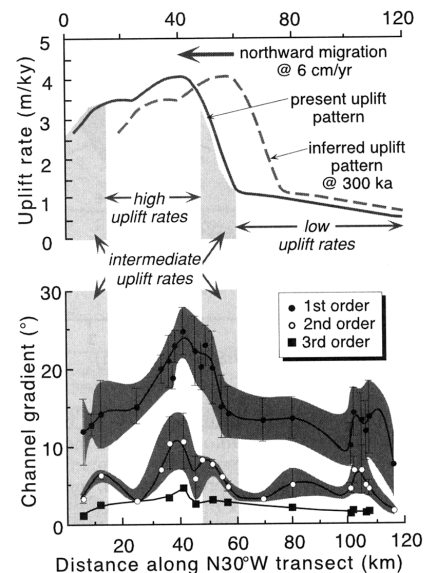 0 40 80 120
northward migration
@ 6 cm/yr
present uplift
pattern
inferred uplift
pattern
@ 300 ka
Uplift rate (m/ky)
5
4
3
2
1
0
high
uplift rates
low
uplift rates
intermediate
uplift rates
Channel gradient (°)
30
20
10
0
1st order
2nd order
3rd order
20 40 60 80 100 120
Distance along N30°W transect (km)